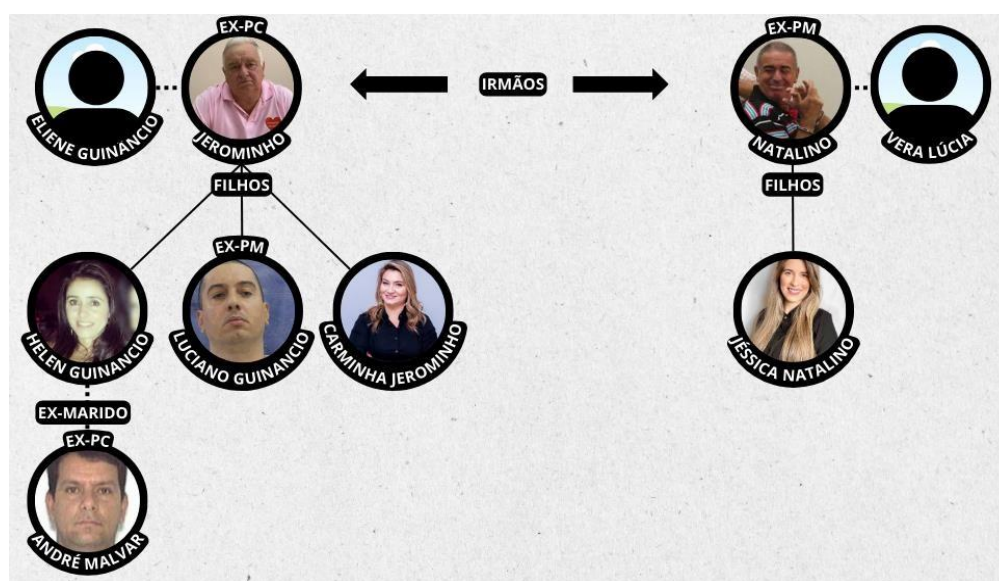 EX-PC
EX-PM
IRMÃOS
ELIENE GUINANCIO
JEROMINHO
NATALINO
VERA LÚCIA
FILHOS
FILHOS
EX-PM
HELEN GUINANCIO
LUCIANO GUINANCIO
CARMINHA JEROMINHO
JÉSSICA NATALINO
EX-MARIDO
EX-PC
ANDRÉ MALVAR